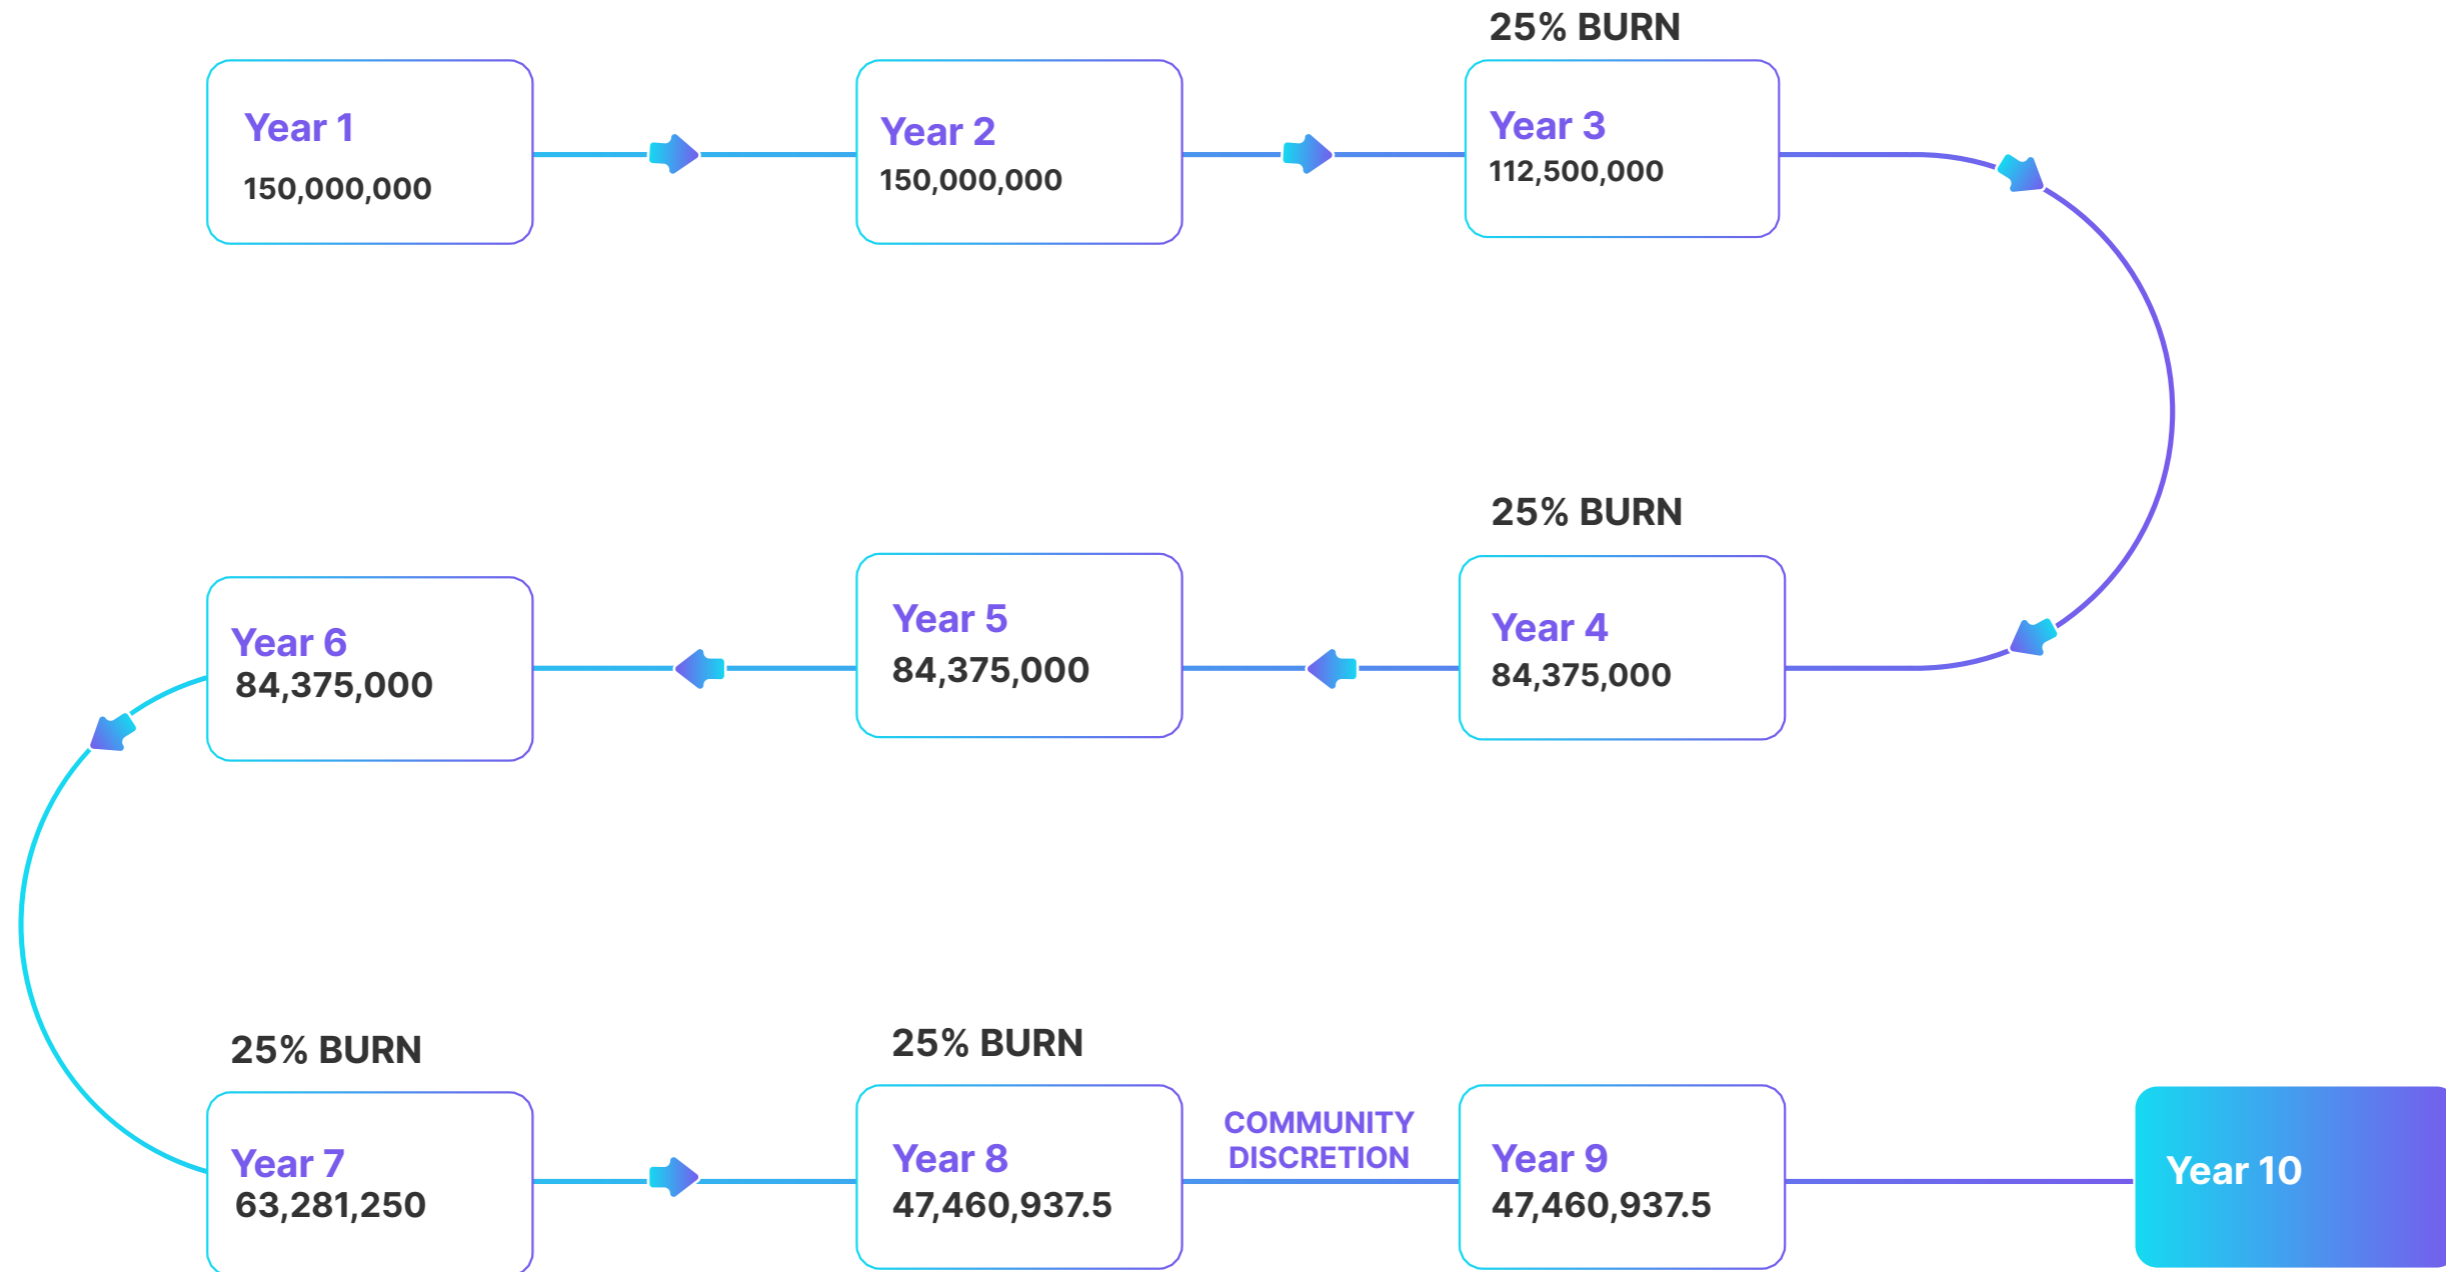 Year 1
150,000,000
Year 2
150,000,000
25% BURN
Year 3
112,500,000
25% BURN
Year 4
84,375,000
Year 5
84,375,000
Year 6
84,375,000
25% BURN
Year 7
63,281,250
25% BURN
Year 8
47,460,937.5
COMMUNITY
DISCRETION
Year 9
47,460,937.5
Year 10